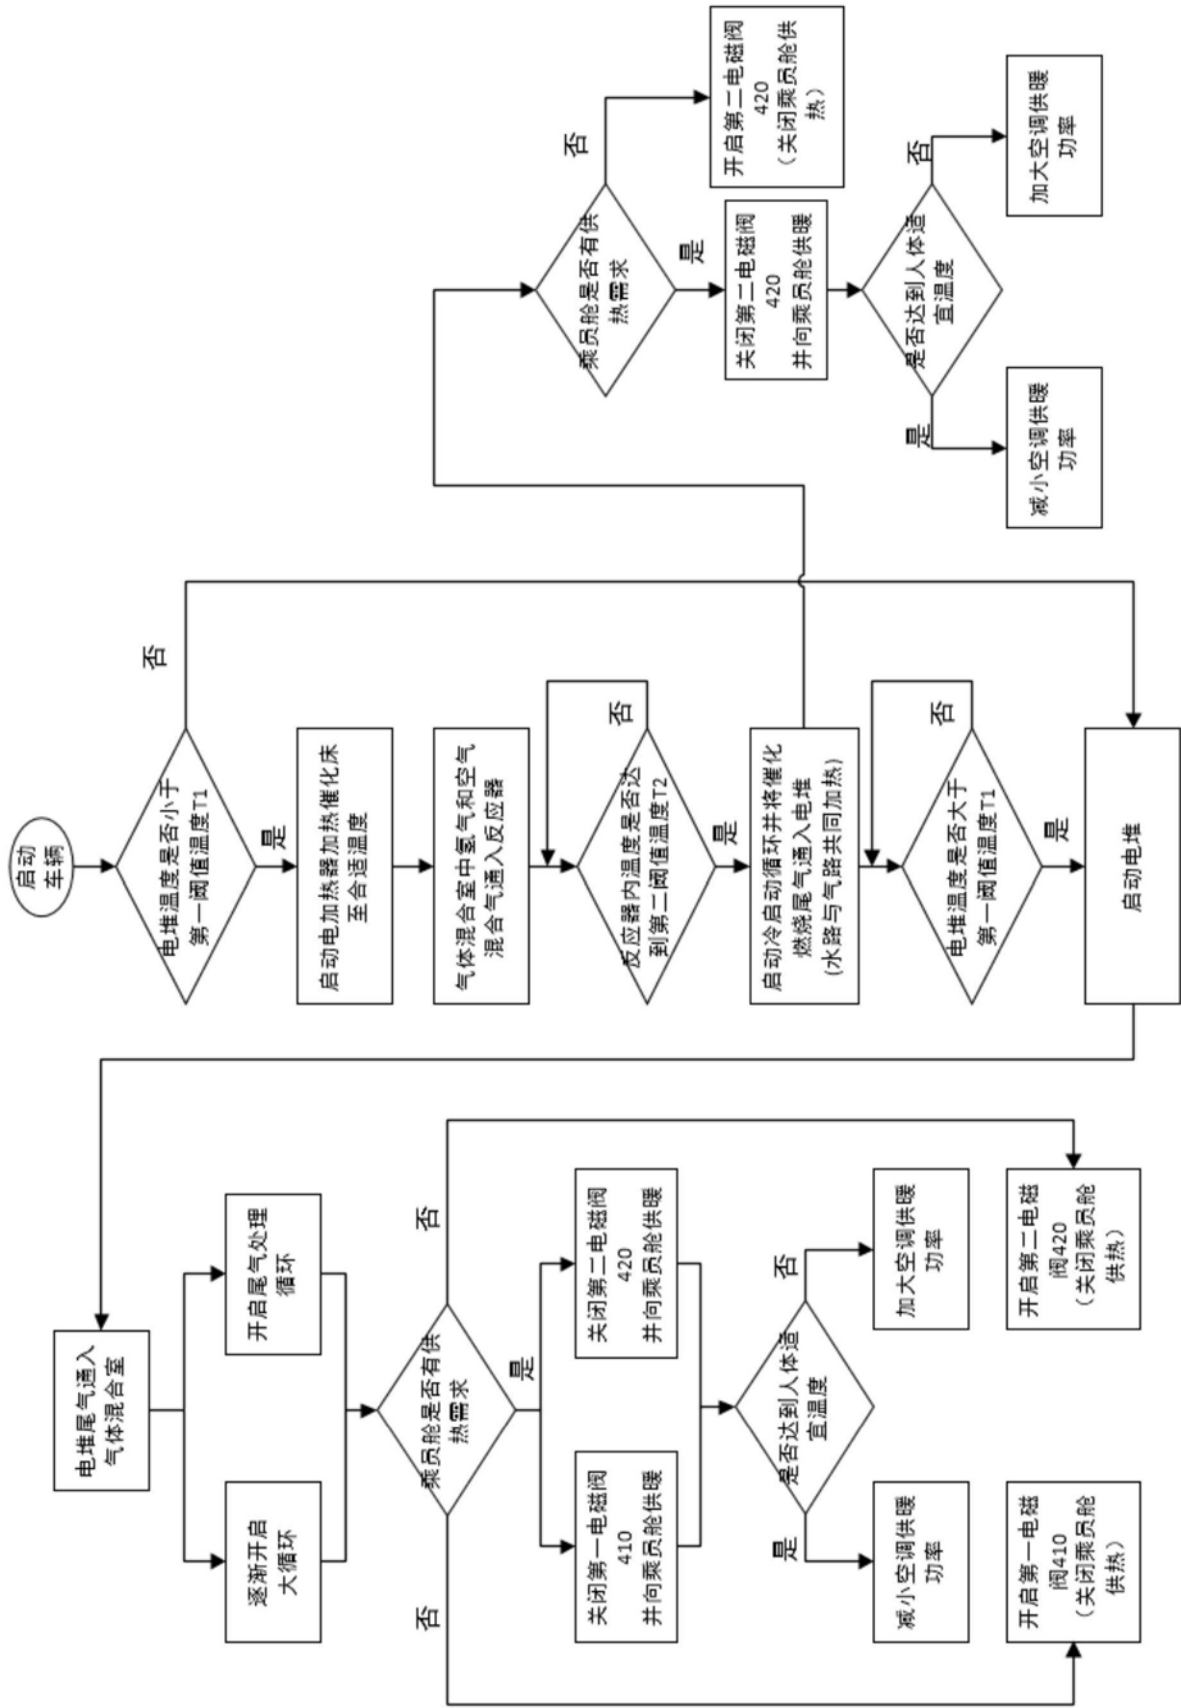 启动
车辆
电堆温度是否小于
第一阈值温度T1
否
是
启动电加热器加热催化床
至合适温度
气体混合室中氢气和空气
混合气通入反应器
反应器内温度是否达
到第二阈值温度T2
否
是
启动冷启动循环并将催化
燃烧尾气通入电堆
(水路与气路共同加热)
电堆温度是否大于
第一阈值温度T1
否
是
启动电堆
乘员舱是否有供
热需求
否
是
开启第二电磁阀
420
（关闭乘员舱供
热）
关闭第二电磁阀
420
并向乘员舱供暖
是否达到人体适
宜温度
是
否
减小空调供暖
功率
加大空调供暖
功率
电堆尾气通入
气体混合室
逐渐开启
大循环
开启尾气处理
循环
乘员舱是否有供
热需求
否
是
否
关闭第一电磁阀
410
并向乘员舱供暖
关闭第二电磁阀
420
并向乘员舱供暖
是否达到人体适
宜温度
是
否
减小空调供暖
功率
加大空调供暖
功率
开启第一电磁
阀410
（关闭乘员舱
供热）
开启第二电磁
阀420
（关闭乘员舱
供热）